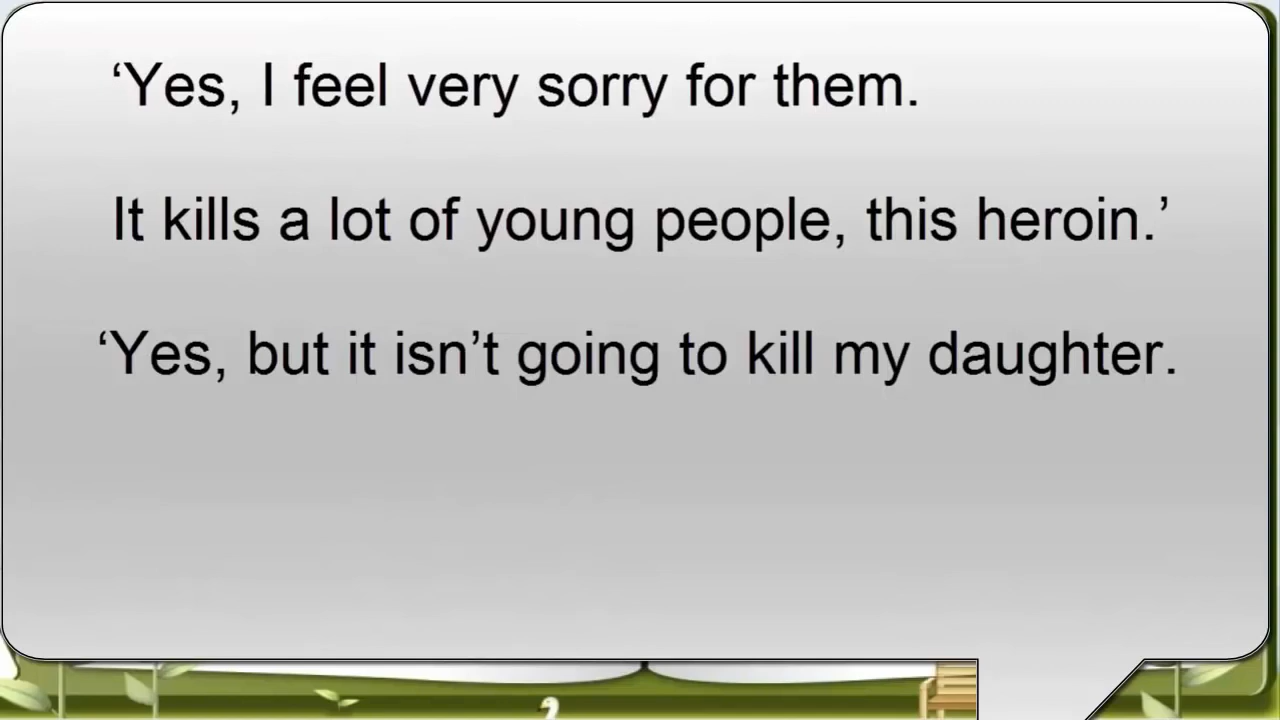 ‘Yes, I feel very sorry for them.
It kills a lot of young people, this heroin.’
‘Yes, but it isn’t going to kill my daughter.